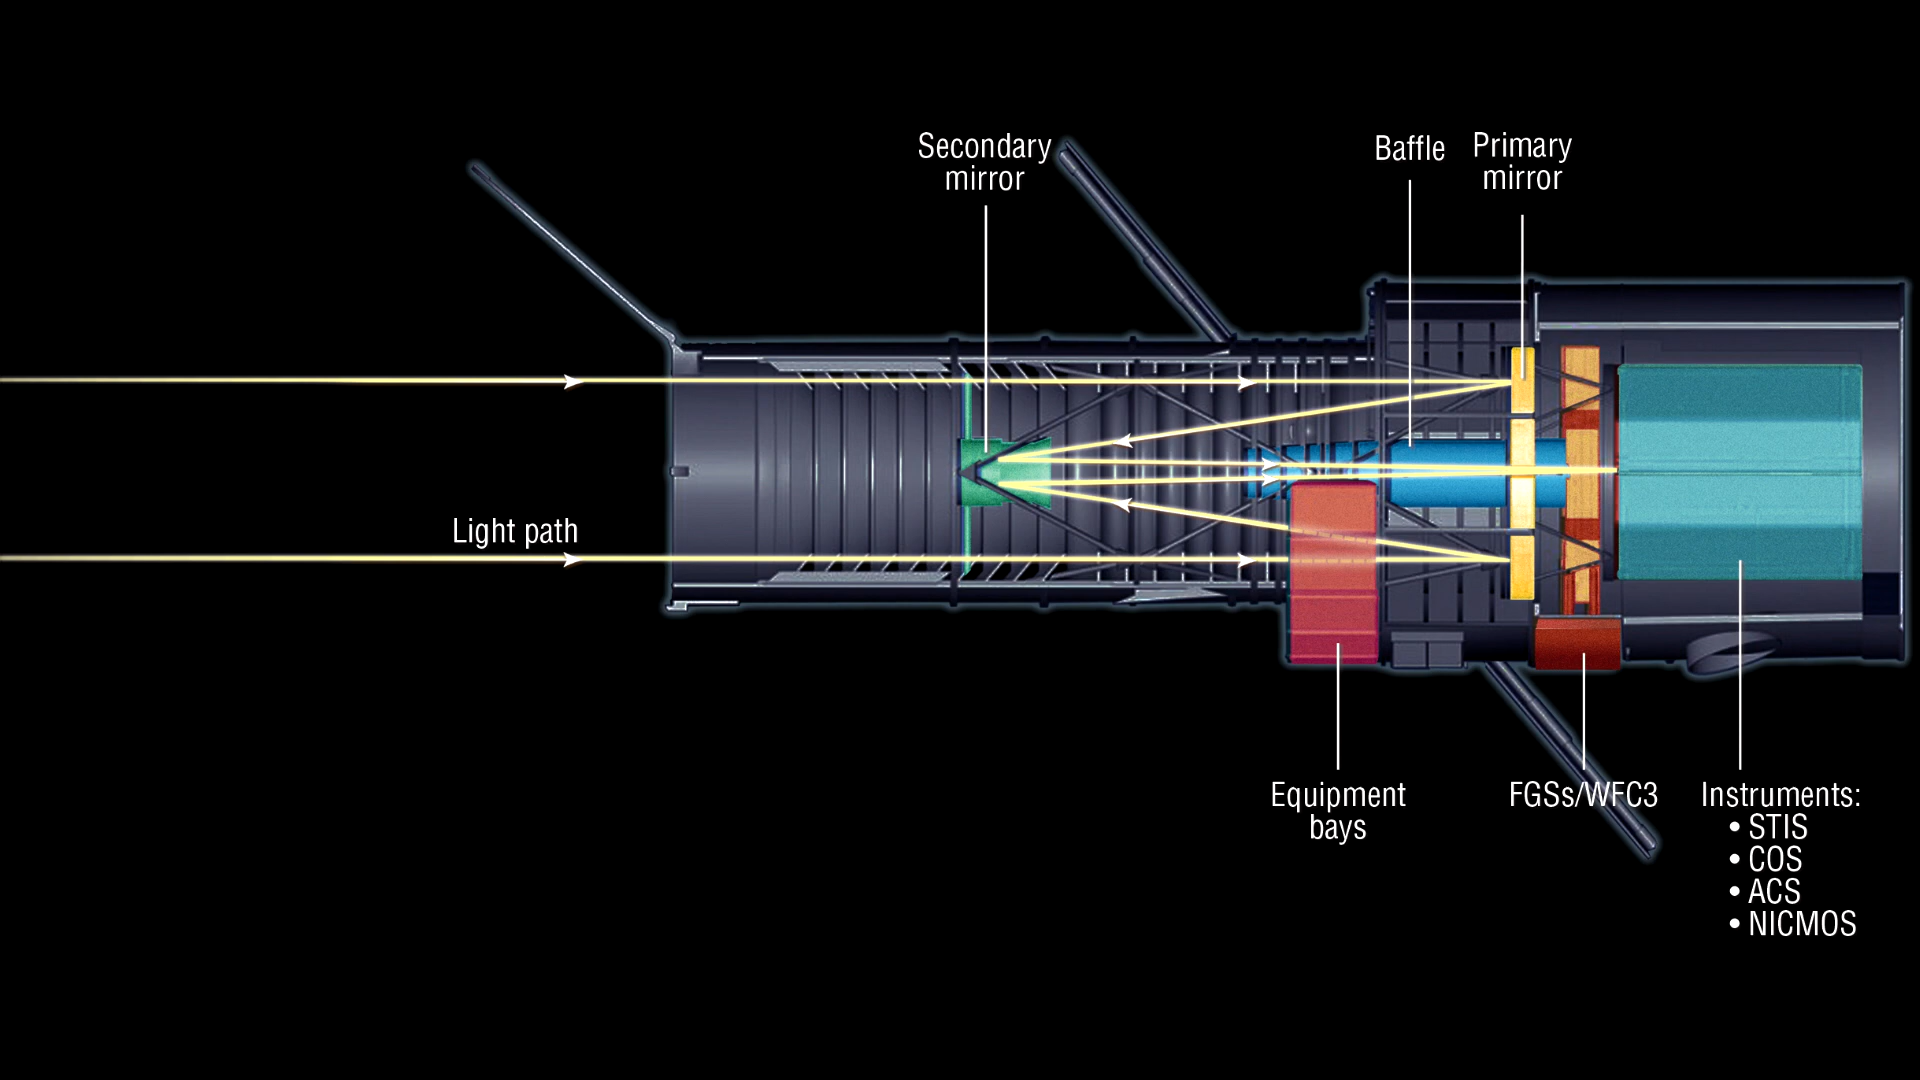 Secondary
mirror
Baffle
Primary
mirror
Light path
Equipment
bays
FGSs/WFC3
Instruments:
• STIS
• COS
• ACS
• NICMOS